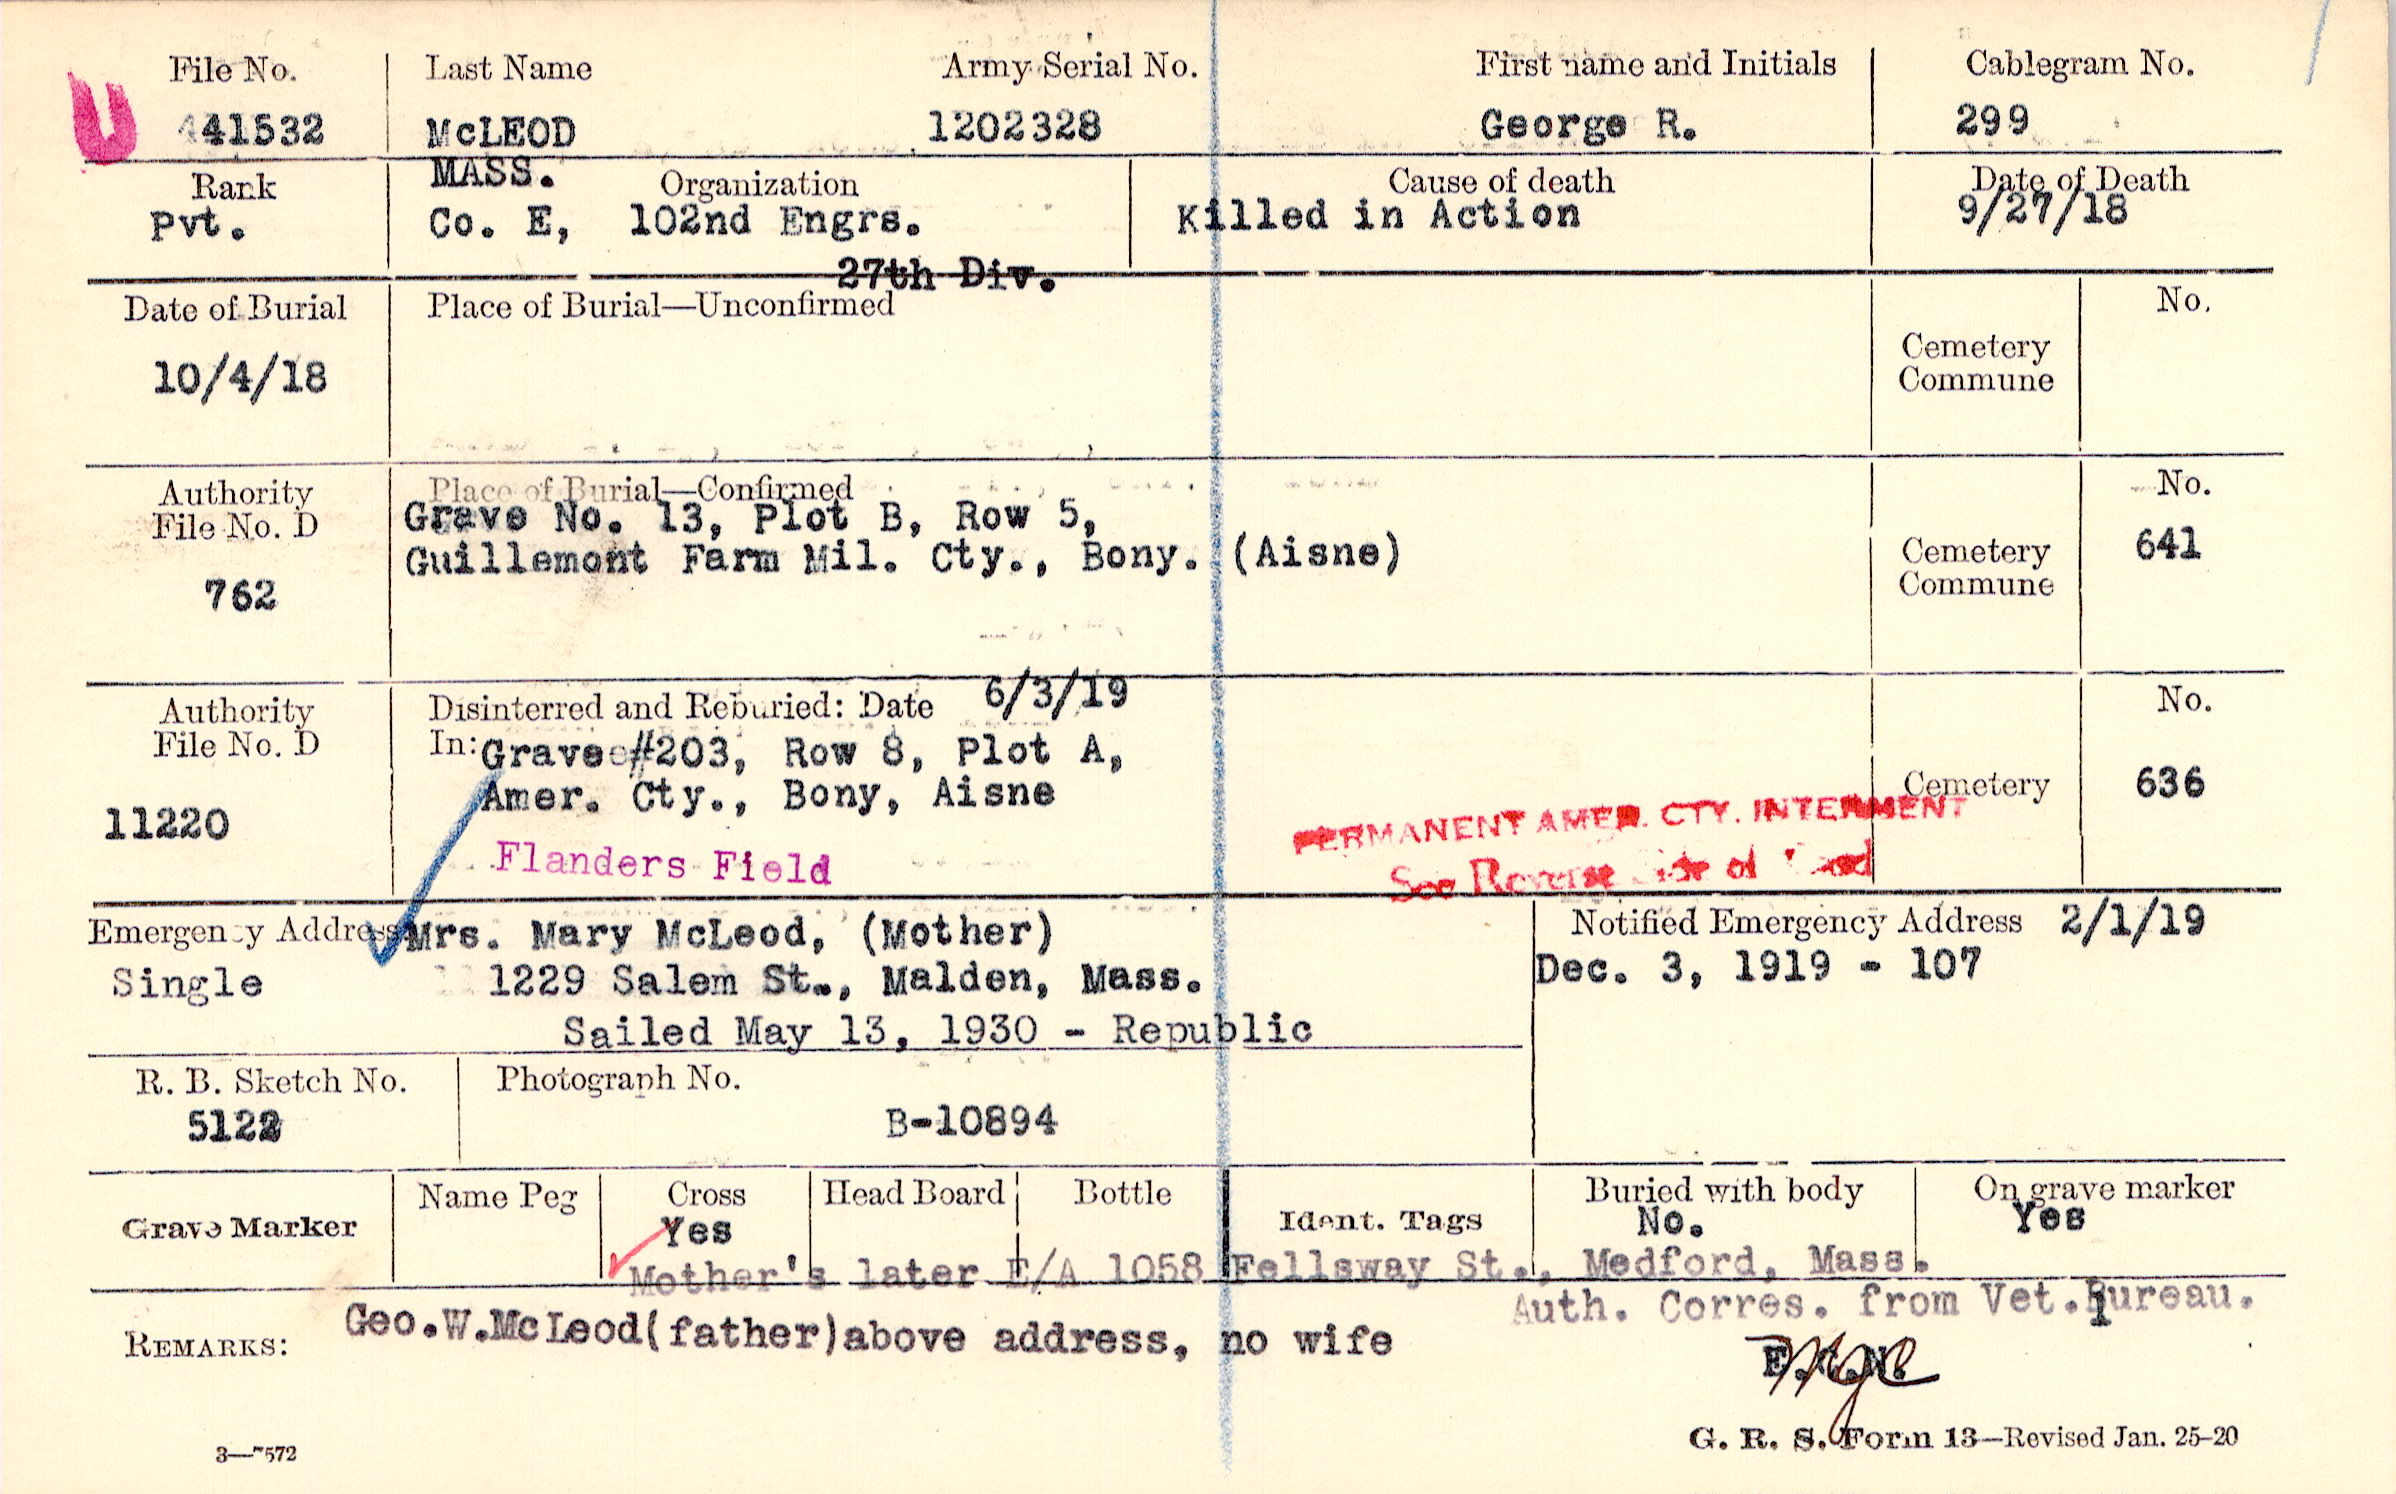 U
File No. Last Name Army Serial No. First name and Initials Cablegram No.
441532 McLEOD 1202328 George R. 299
MASS.
Rank Organization Cause of death Date of Death
Pvt. Co. E, 102nd Engrs. Killed in Action 9/27/18
27th Div.
Date of Burial Place of Burial—Unconfirmed No.
10/4/18 Cemetery
Commune
Authority Place of Burial—Confirmed No.
File No. D Grave No. 13, Plot B, Row 5,
Guillemont Farm Mil. Cty., Bony. (Aisne) Cemetery 641
762 Commune
Authority Disinterred and Reburied: Date 6/3/19 No.
File No. D In: Grave #203, Row 8, Plot A,
11220 Amer. Cty., Bony, Aisne Cemetery 636
PERMANENT AMER. CTY. INTERMENT
Flanders Field See Reverse Side of
Emergency Address Mrs. Mary McLeod, (Mother) Notified Emergency Address 2/1/19
Single 1229 Salem St., Malden, Mass. Dec. 3, 1919 - 107
Sailed May 13, 1930 - Republic
R. B. Sketch No. Photograph No.
5122 B-10894
Grave Marker Name Peg Cross Head Board Bottle Ident. Tags Buried with body On grave marker
Yes No. Yes
Mother's later E/A 1058 Fellsway St., Medford, Mass.
Auth. Corres. from Vet. Bureau.
REMARKS: Geo.W.McLeod(father)above address, no wife
3—7572 G. R. S. Form 13—Revised Jan. 25-20